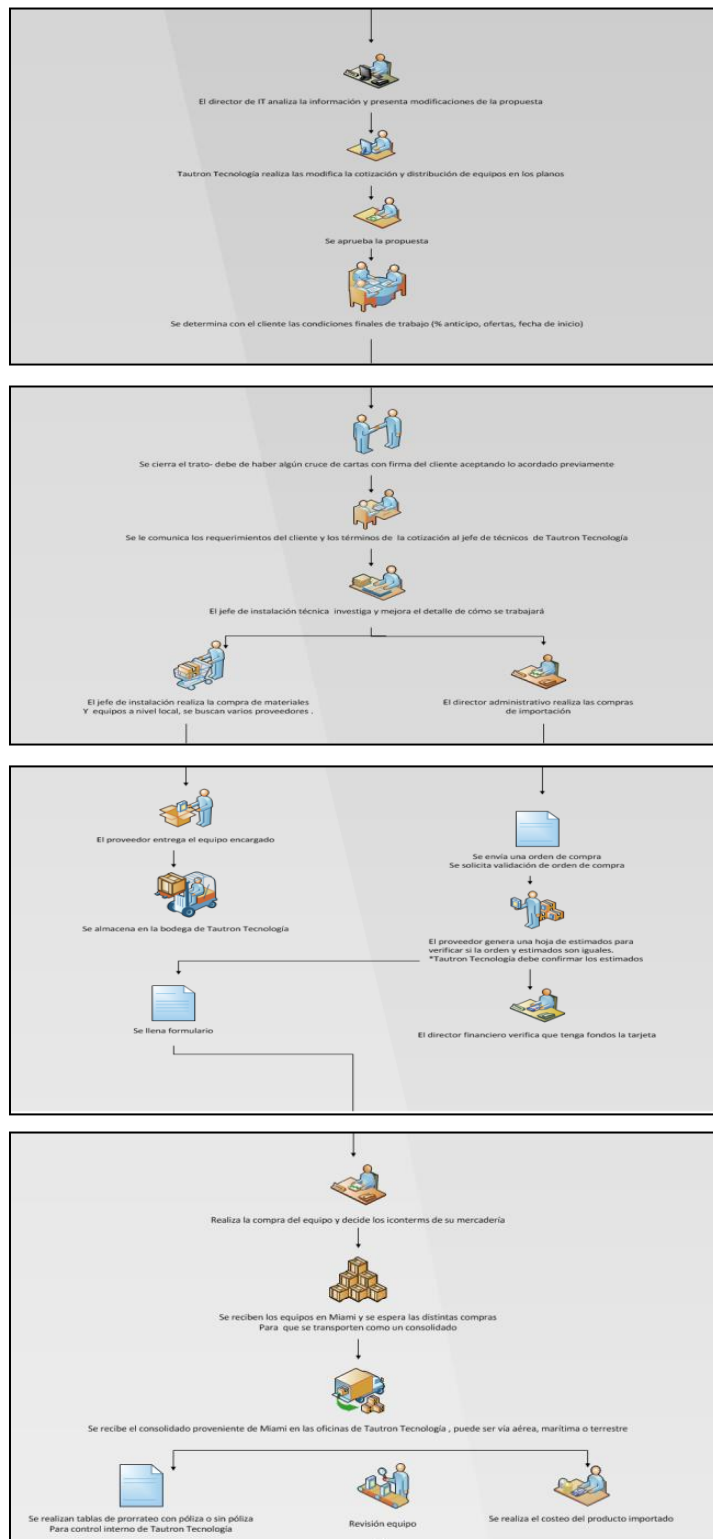 El director de IT analiza la información y presenta modificaciones de la propuesta
Tautron Tecnología realiza las modifica la cotización y distribución de equipos en los planos
Se aprueba la propuesta
Se determina con el cliente las condiciones finales de trabajo (% anticipo, ofertas, fecha de inicio)
Se cierra el trato- debe de haber algún cruce de cartas con firma del cliente aceptando lo acordado previamente
Se le comunica los requerimientos del cliente y los términos de la cotización al jefe de técnicos de Tautron Tecnología
El jefe de instalación técnica investiga y mejora el detalle de cómo se trabajará
El jefe de instalación realiza la compra de materiales
Y equipos a nivel local, se buscan varios proveedores .
El director administrativo realiza las compras
de importación
El proveedor entrega el equipo encargado
Se almacena en la bodega de Tautron Tecnología
Se envía una orden de compra
Se solicita validación de orden de compra
El proveedor genera una hoja de estimados para
verificar si la orden y estimados son iguales.
*Tautron Tecnología debe confirmar los estimados
Se llena formulario
El director financiero verifica que tenga fondos la tarjeta
Realiza la compra del equipo y decide los iconterms de su mercadería
Se reciben los equipos en Miami y se espera las distintas compras
Para que se transporten como un consolidado
Se recibe el consolidado proveniente de Miami en las oficinas de Tautron Tecnología , puede ser vía aérea, marítima o terrestre
Se realizan tablas de prorrateo con póliza o sin póliza
Para control interno de Tautron Tecnología
Revisión equipo
Se realiza el costeo del producto importado